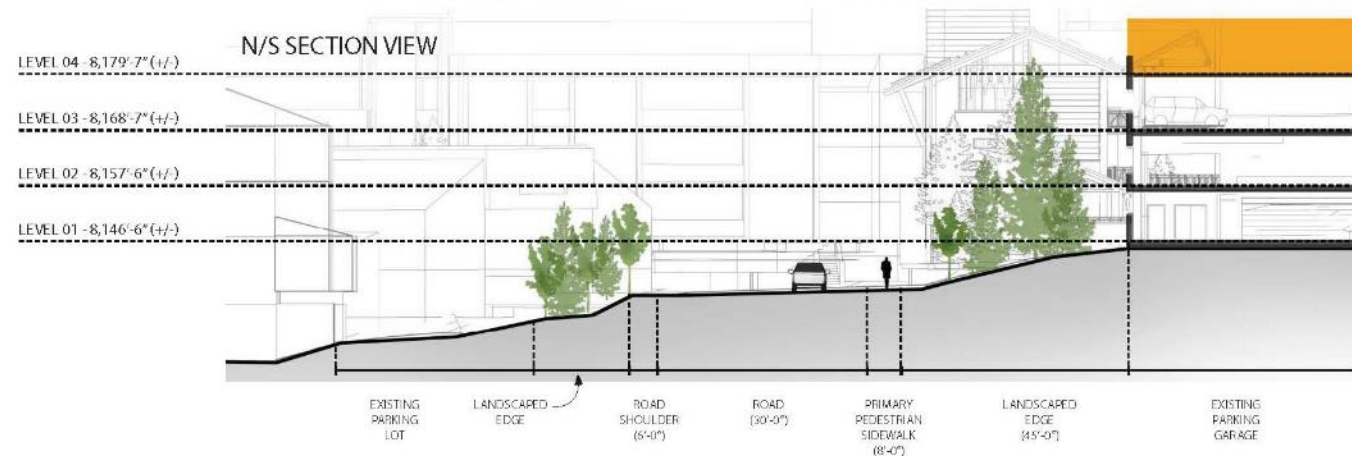 N/S SECTION VIEW
LEVEL 04 - 8,179'-7" (+/-)
LEVEL 03 - 8,168'-7" (+/-)
LEVEL 02 - 8,157'-6" (+/-)
LEVEL 01 - 8,146'-6" (+/-)
EXISTING
PARKING
LOT
LANDSCAPED
EDGE
ROAD
SHOULDER
(6'-0")
ROAD
(30'-0")
PRIMARY
PEDESTRIAN
SIDEWALK
(8'-0")
LANDSCAPED
EDGE
(45'-0")
EXISTING
PARKING
GARAGE